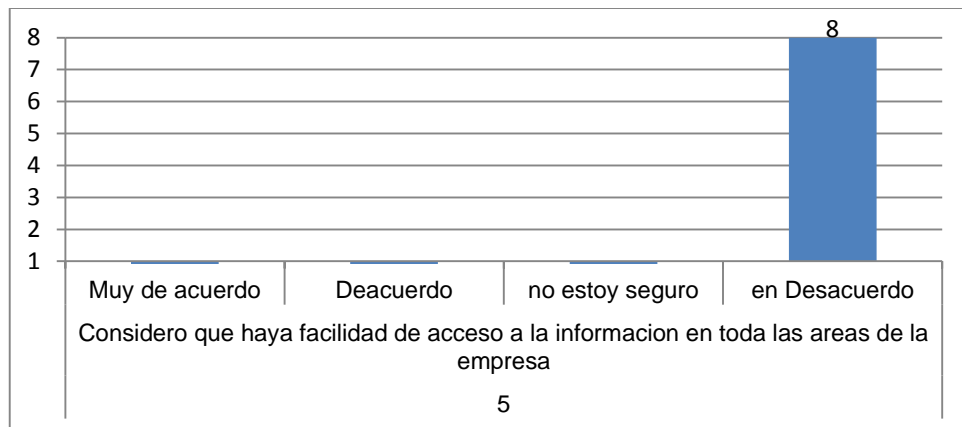 8
8
7
6
5
4
3
2
1
Muy de acuerdo
Deacuerdo
no estoy seguro
en Desacuerdo
Considero que haya facilidad de acceso a la informacion en toda las areas de la
empresa
5